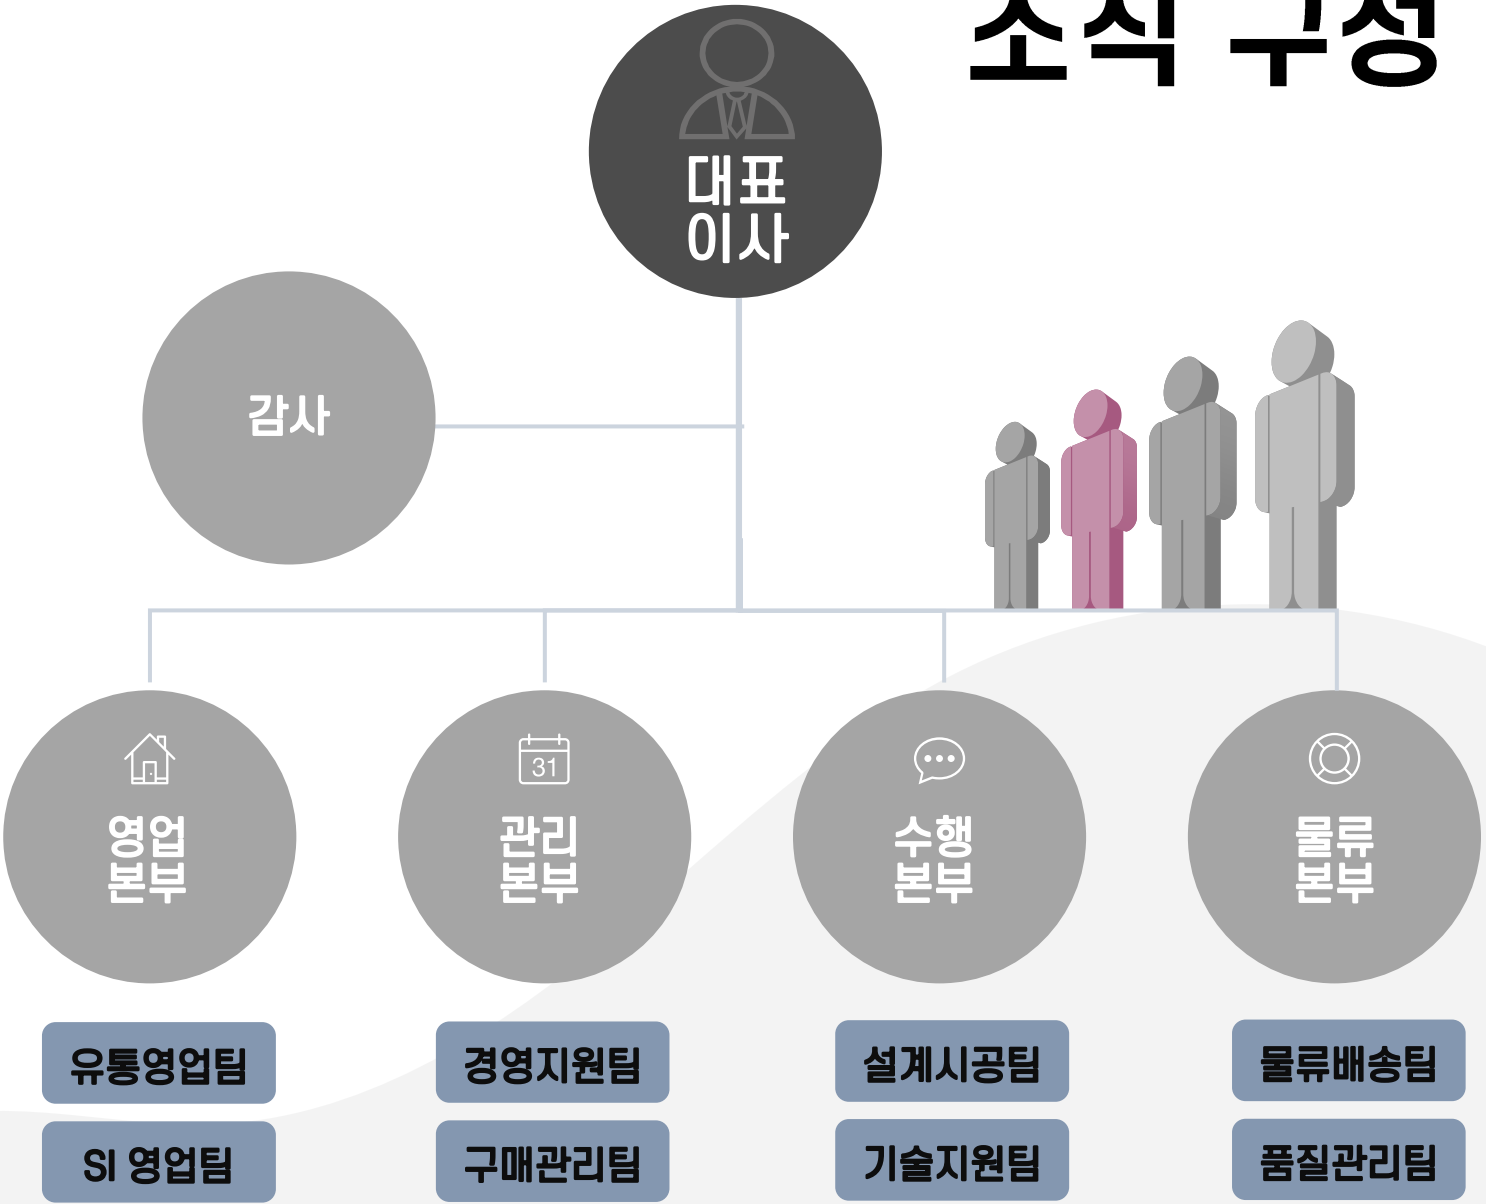 조직 구성
대표
이사
감사
31
영업
본부
관리
본부
수행
본부
물류
본부
유통영업팀
경영지원팀
설계시공팀
물류배송팀
SI 영업팀
구매관리팀
기술지원팀
품질관리팀